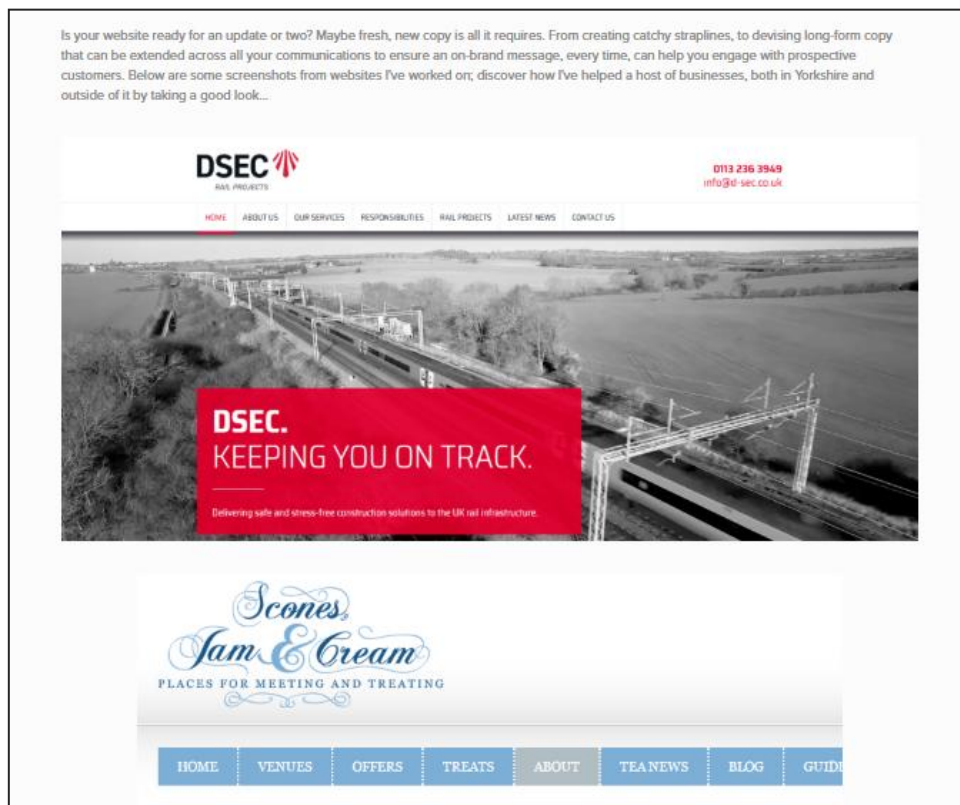 Is your website ready for an update or two? Maybe fresh, new copy is all it requires. From creating catchy straplines, to devising long-form copy
that can be extended across all your communications to ensure an on-brand message, every time, can help you engage with prospective
customers. Below are some screenshots from websites I've worked on; discover how I've helped a host of businesses, both in Yorkshire and
outside of it by taking a good look...
DSEC
RAIL PROJECTS
0113 236 3949
info@d-sec.co.uk
HOME ABOUT US OUR SERVICES RESPONSIBILITIES RAIL PROJECTS LATEST NEWS CONTACT US
DSEC.
KEEPING YOU ON TRACK.
Delivering safe and stress-free construction solutions to the UK rail infrastructure.
Scones,
Jam & Cream
PLACES FOR MEETING AND TREATING
HOME VENUES OFFERS TREATS ABOUT TEA NEWS BLOG